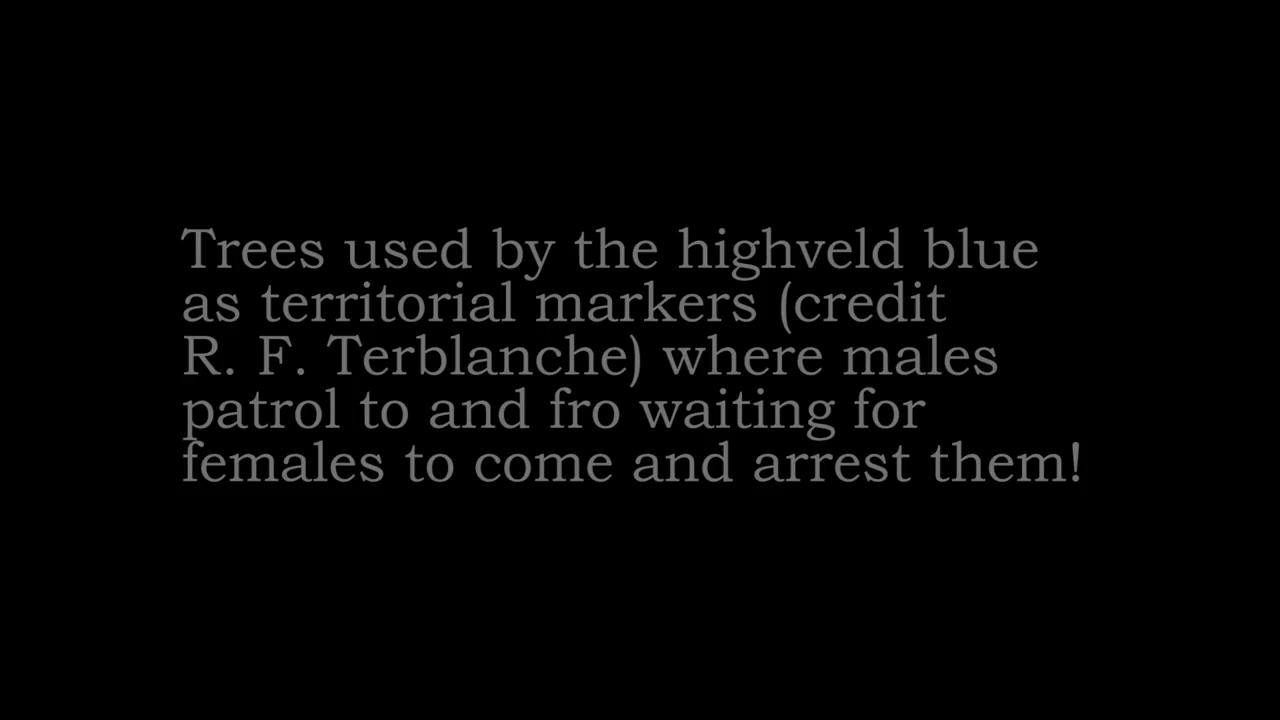 Trees used by the highveld blue
as territorial markers (credit
R. F. Terblanche) where males
patrol to and fro waiting for
females to come and arrest them!